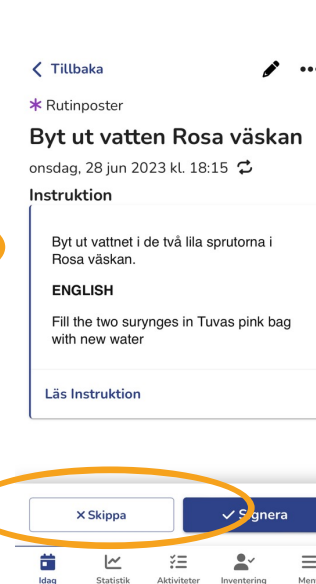 Tillbaka
Rutinposter
Byt ut vatten Rosa väskan
onsdag, 28 jun 2023 kl. 18:15
Instruktion
Byt ut vattnet i de två lila sprutorna i
Rosa väskan.
ENGLISH
Fill the two surynges in Tuvas pink bag
with new water
Läs Instruktion
Skippa
Signera
Idag Statistik Aktiviteter Inventering